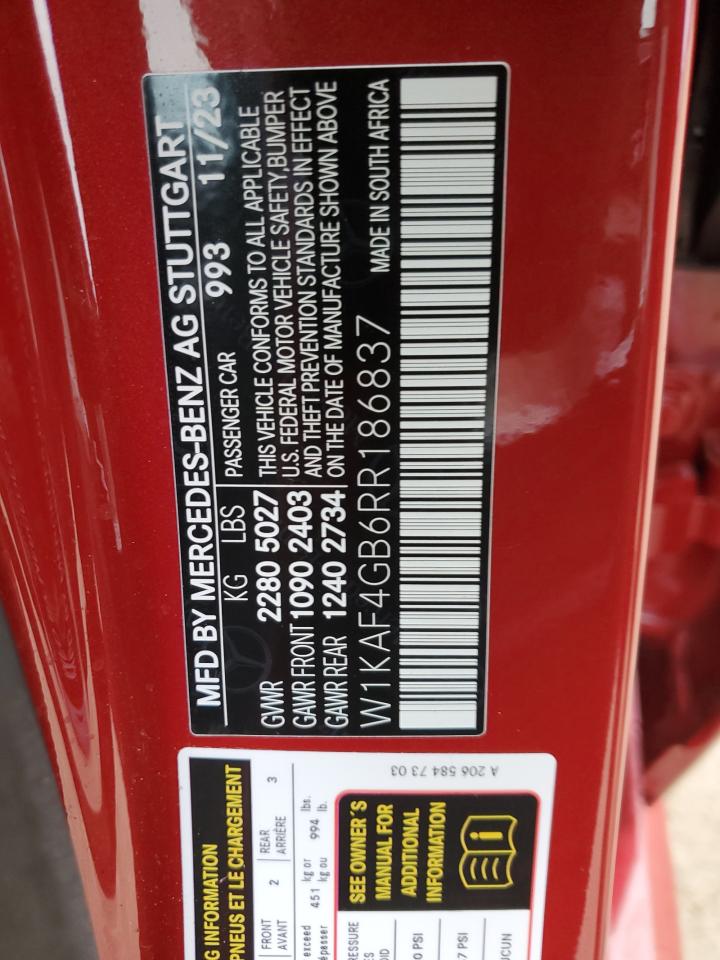 MFD BY MERCEDES-BENZ AG STUTTGART
KG LBS PASSENGER CAR 993 11/23
GVWR 2280 5027
GAWR FRONT 1090 2403
GAWR REAR 1240 2734
THIS VEHICLE CONFORMS TO ALL APPLICABLE
U.S. FEDERAL MOTOR VEHICLE SAFETY,BUMPER
AND THEFT PREVENTION STANDARDS IN EFFECT
ON THE DATE OF MANUFACTURE SHOWN ABOVE
W1KAF4GB6RR186837 MADE IN SOUTH AFRICA
INFORMATION
PNEUS ET LE CHARGEMENT
FRONT 2 REAR 3
AVANT ARRIÈRE
exceed 451 kg or 994 lbs.
kg ou lb.
SEE OWNER'S
MANUAL FOR
ADDITIONAL
INFORMATION
PSI
PSI
A 206 584 73 03